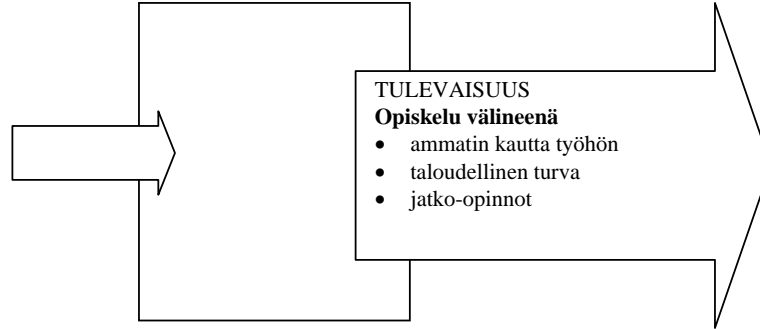 TULEVAISUUS
Opiskelu välineenä
• ammatin kautta työhön
• taloudellinen turva
• jatko-opinnot